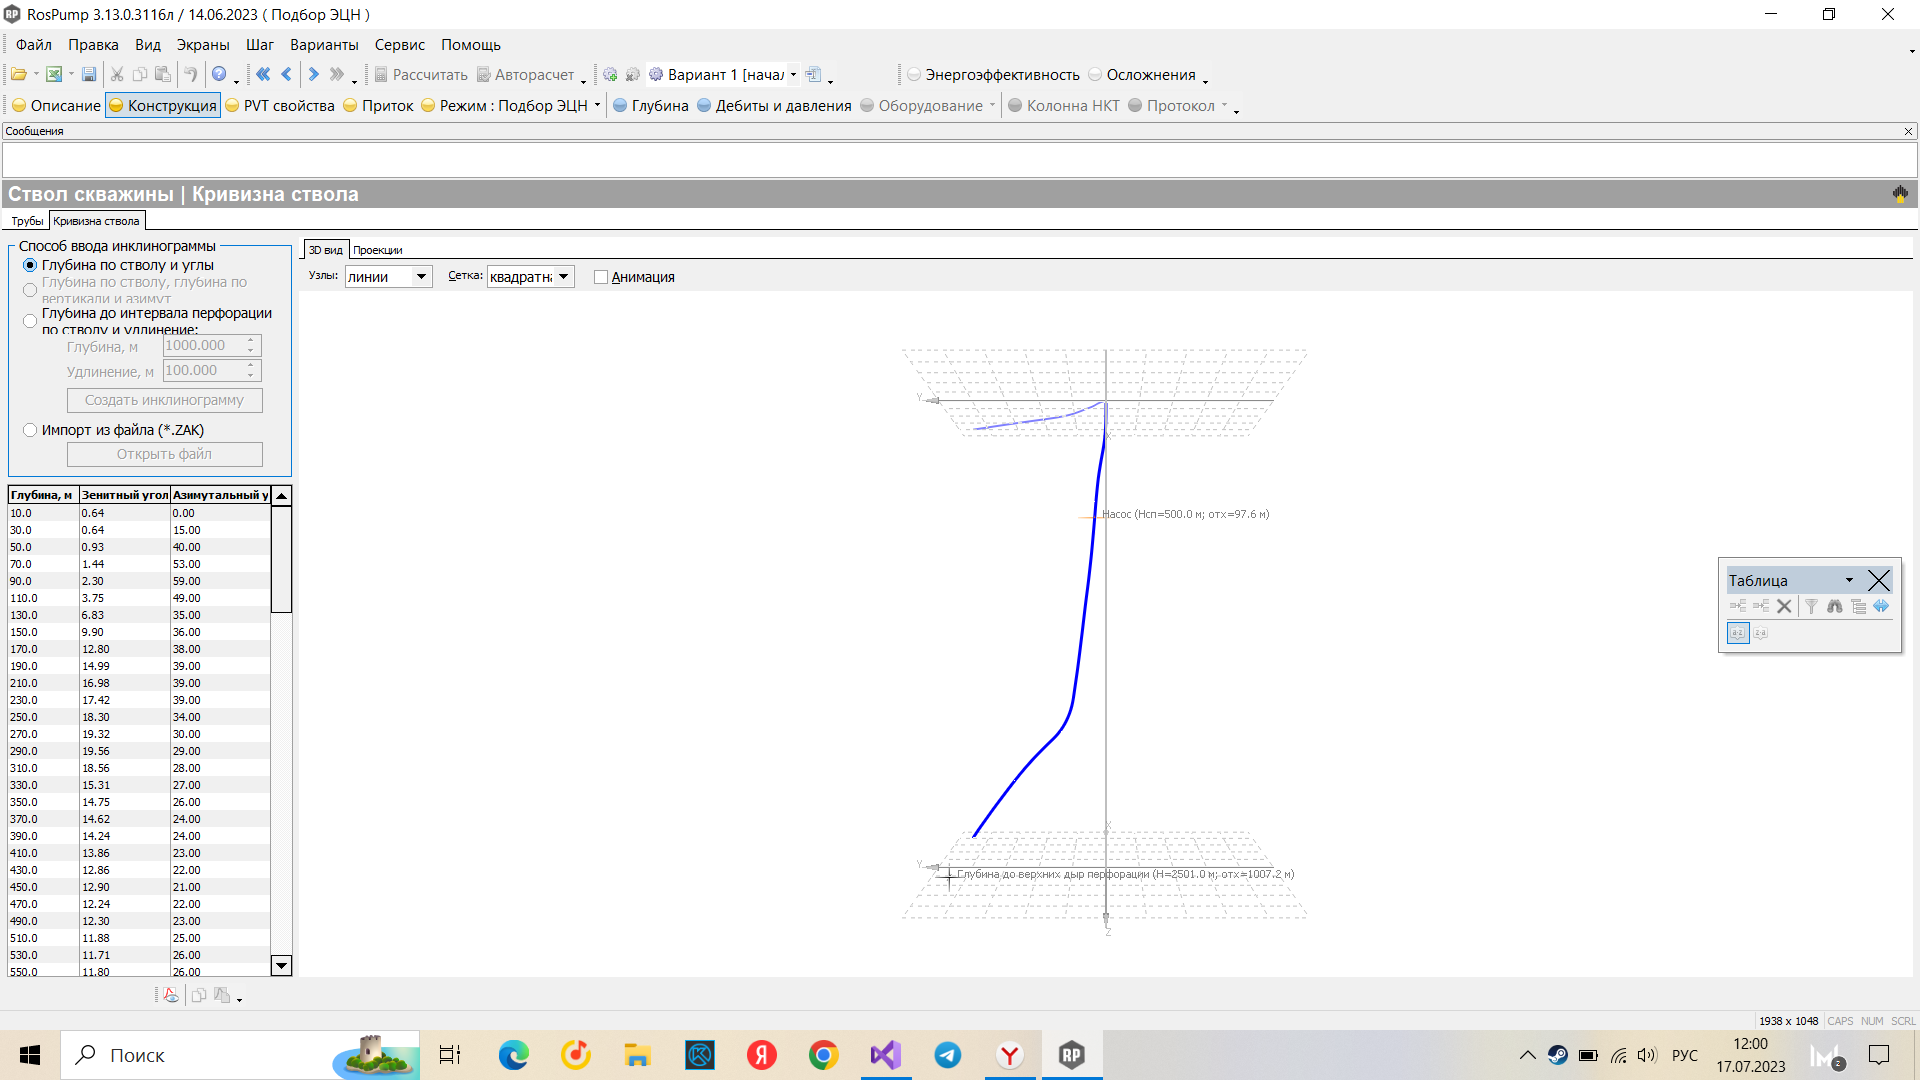 RosPump 3.13.0.3116л / 14.06.2023 ( Подбор ЭЦН )
Файл Правка Вид Экраны Шаг Варианты Сервис Помощь
Рассчитать Авторасчет Вариант 1 [начал Энергоэффективность Осложнения
Описание Конструкция PVT свойства Приток Режим : Подбор ЭЦН Глубина Дебиты и давления Оборудование Колонна НКТ Протокол
Сообщения
Ствол скважины | Кривизна ствола
Трубы Кривизна ствола
Способ ввода инклинограммы
Глубина по стволу и углы
Глубина по стволу, глубина по
вертикали и азимут
Глубина до интервала перфорации
по стволу и удлинение:
Глубина, м 1000.000
Удлинение, м 100.000
Создать инклинограмму
Импорт из файла (*.ZAK)
Открыть файл
3D вид Проекции
Узлы: линии Сетка: квадратн Анимация
Глубина, м Зенитный угол Азимутальный у
10.0 0.64 0.00
30.0 0.64 15.00
50.0 0.93 40.00
70.0 1.44 53.00
90.0 2.30 59.00
110.0 3.75 49.00
130.0 6.83 35.00
150.0 9.90 36.00
170.0 12.80 38.00
190.0 14.99 39.00
210.0 16.98 39.00
230.0 17.42 39.00
250.0 18.30 34.00
270.0 19.32 30.00
290.0 19.56 29.00
310.0 18.56 28.00
330.0 15.31 27.00
350.0 14.75 26.00
370.0 14.62 24.00
390.0 14.24 24.00
410.0 13.86 23.00
430.0 12.86 22.00
450.0 12.90 21.00
470.0 12.24 22.00
490.0 12.30 23.00
510.0 11.88 25.00
530.0 11.71 26.00
550.0 11.80 26.00
Y
X
Насос (Нсп=500.0 м; отх=97.6 м)
X
Y
Глубина до верхних дыр перфорации (Н=2501.0 м; отх=1007.2 м)
Z
Таблица
a-z z-a
1938 x 1048 CAPS NUM SCRL
Поиск
РУС
12:00
17.07.2023
2